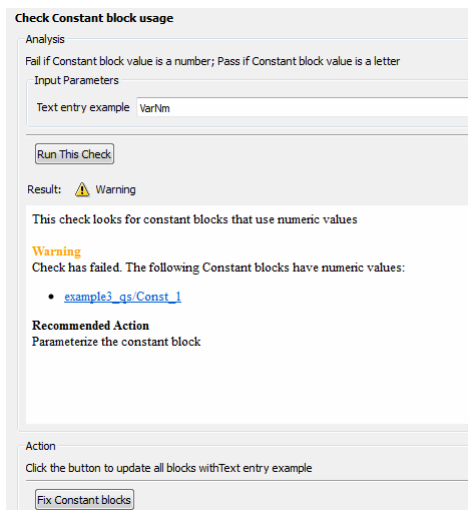 Check Constant block usage
Analysis
Fail if Constant block value is a number; Pass if Constant block value is a letter
Input Parameters
Text entry example VarNm
Run This Check
Result: Warning
This check looks for constant blocks that use numeric values
Warning
Check has failed. The following Constant blocks have numeric values:
• example3_qs/Const_1
Recommended Action
Parameterize the constant block
Action
Click the button to update all blocks withText entry example
Fix Constant blocks